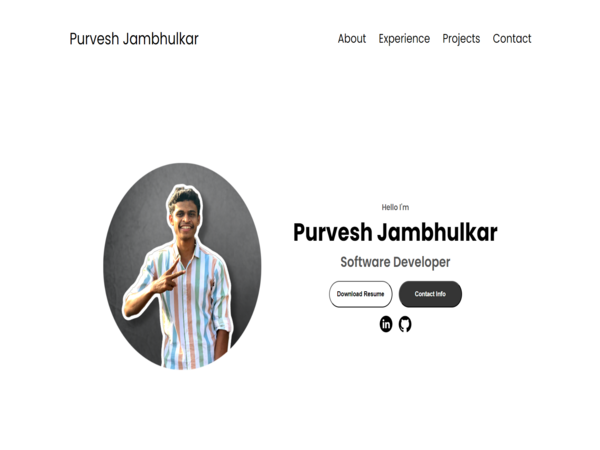 Purvesh Jambhulkar
About Experience Projects Contact
Hello I'm
Purvesh Jambhulkar
Software Developer
Download Resume Contact Info
in